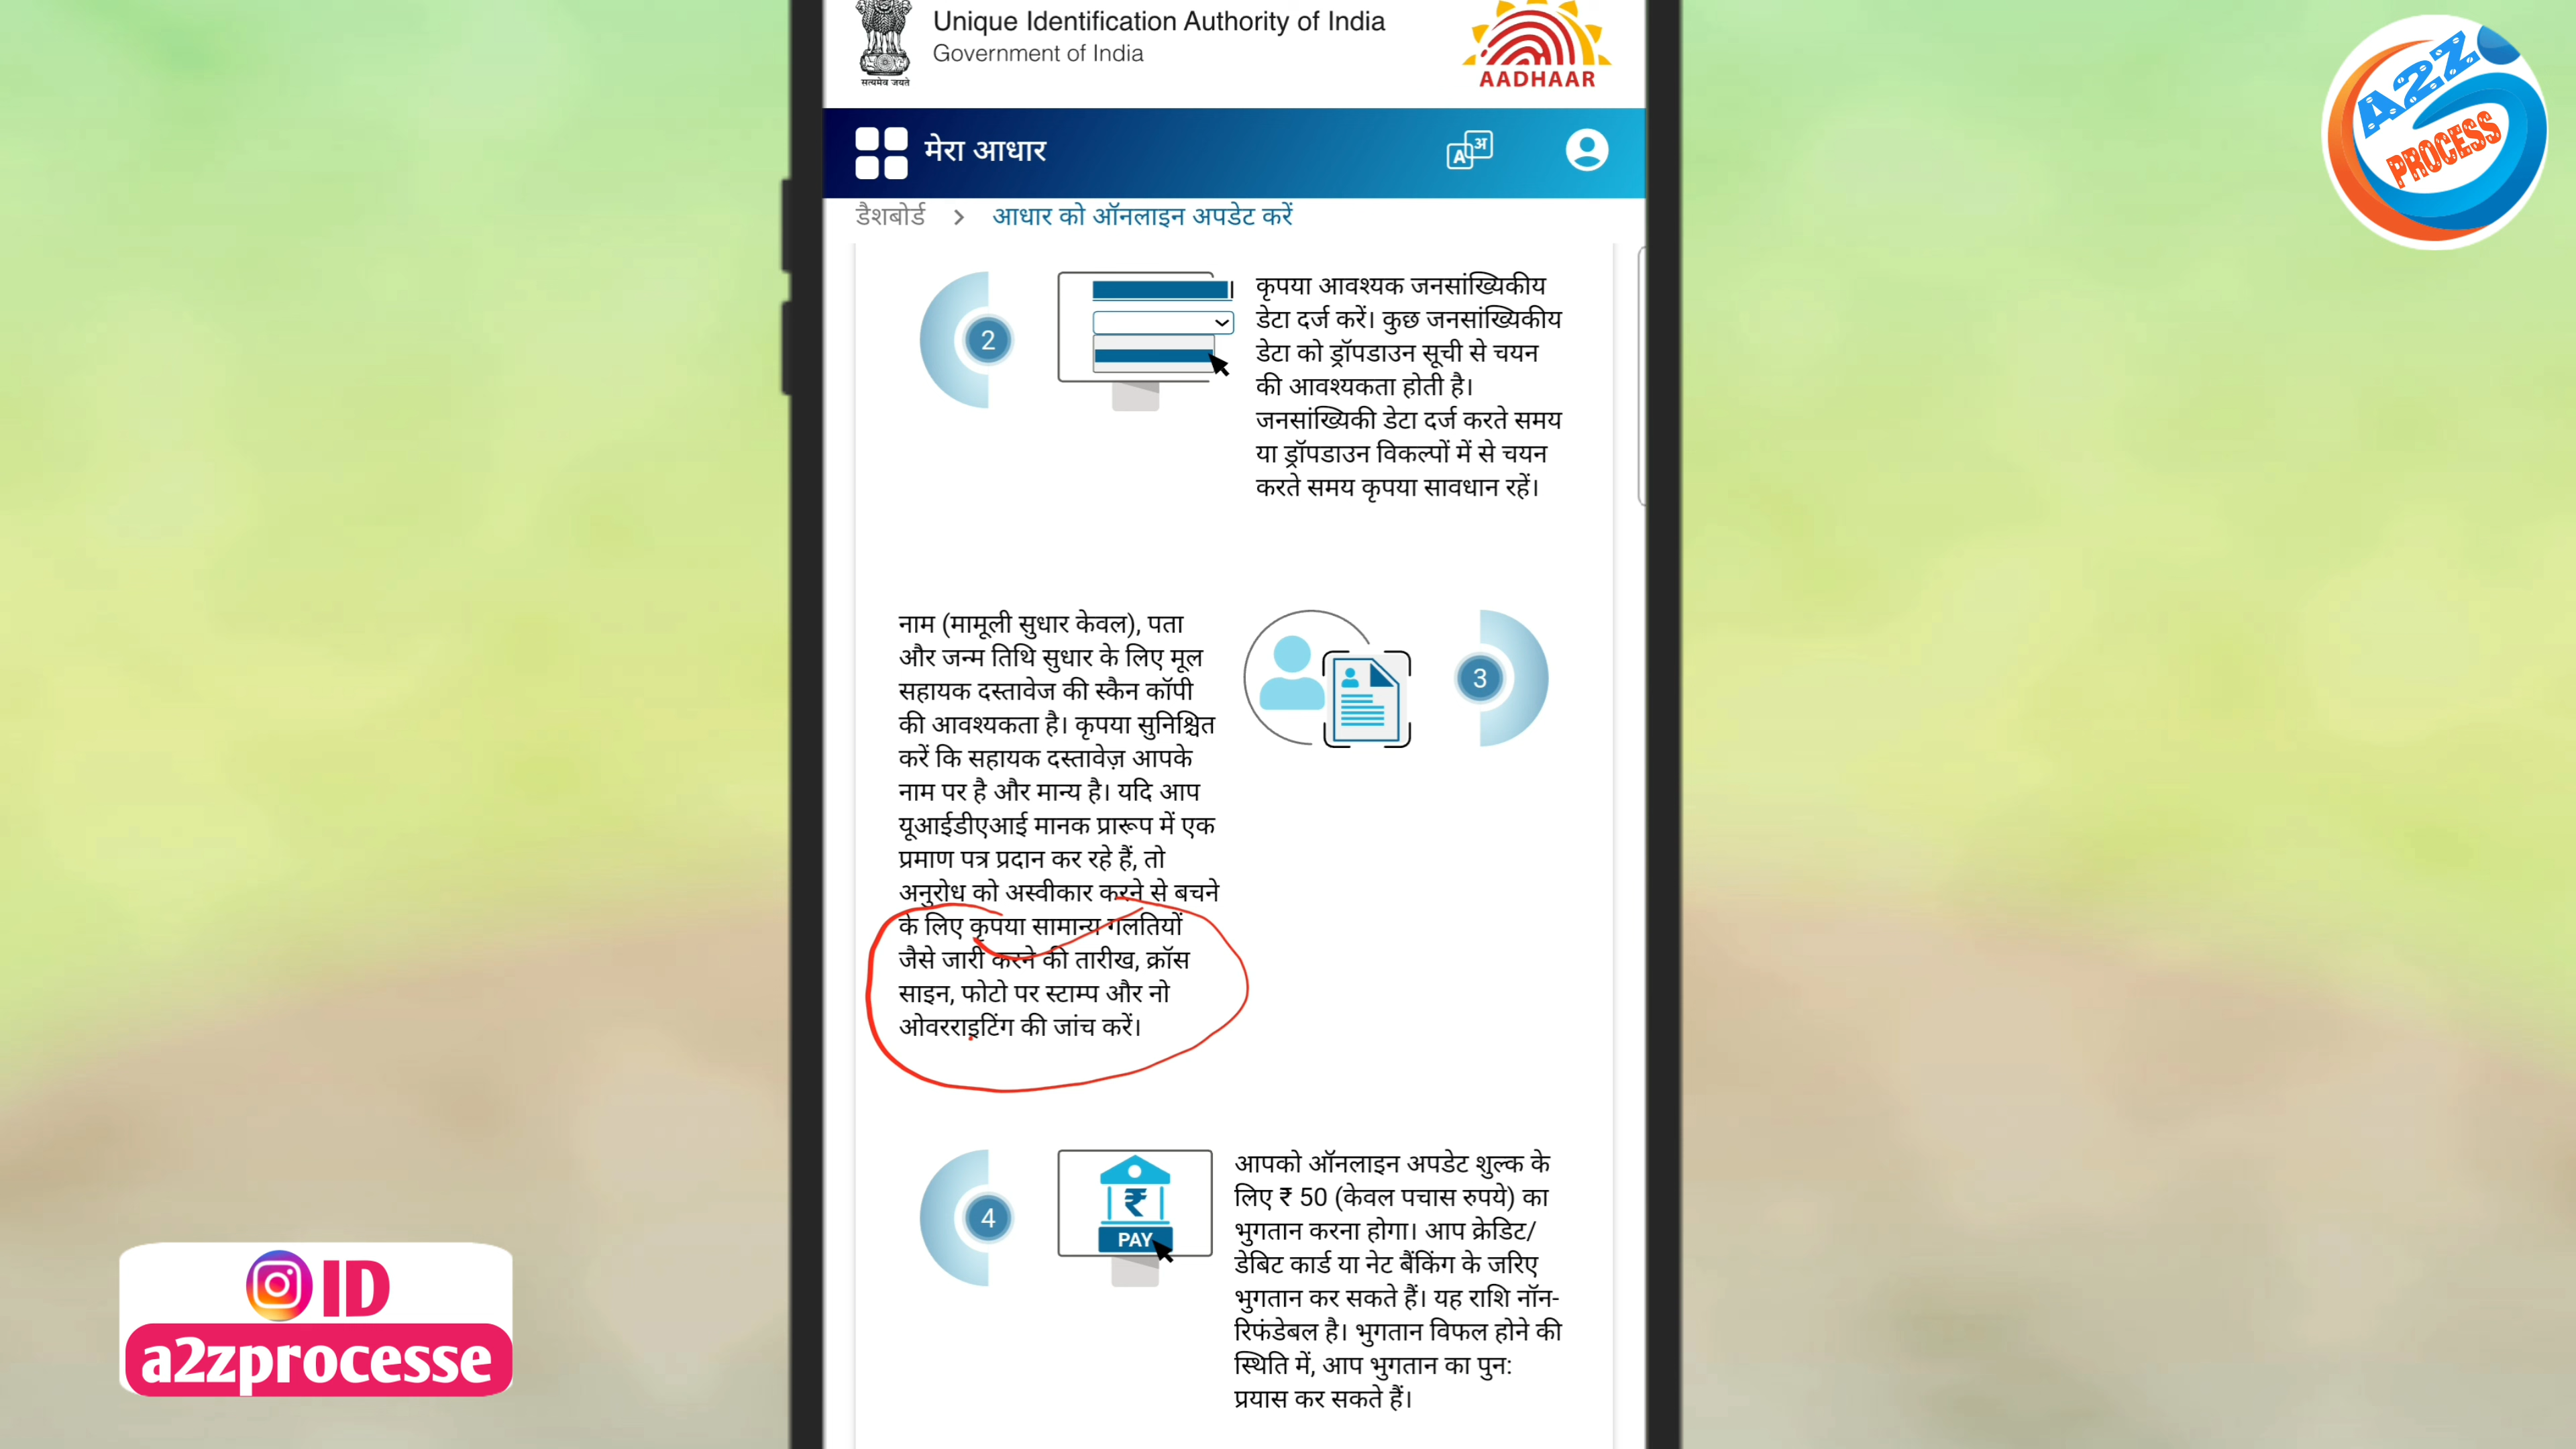 सत्यमेव जयते
Unique Identification Authority of India
Government of India
AADHAAR
A2Z
PROCESS
मेरा आधार
A अ
डैशबोर्ड > आधार को ऑनलाइन अपडेट करें
2
कृपया आवश्यक जनसांख्यिकीय
डेटा दर्ज करें। कुछ जनसांख्यिकीय
डेटा को ड्रॉपडाउन सूची से चयन
की आवश्यकता होती है।
जनसांख्यिकी डेटा दर्ज करते समय
या ड्रॉपडाउन विकल्पों में से चयन
करते समय कृपया सावधान रहें।
नाम (मामूली सुधार केवल), पता
और जन्म तिथि सुधार के लिए मूल
सहायक दस्तावेज की स्कैन कॉपी
की आवश्यकता है। कृपया सुनिश्चित
करें कि सहायक दस्तावेज़ आपके
नाम पर है और मान्य है। यदि आप
यूआईडीएआई मानक प्रारूप में एक
प्रमाण पत्र प्रदान कर रहे हैं, तो
अनुरोध को अस्वीकार करने से बचने
के लिए कृपया सामान्य गलतियों
जैसे जारी करने की तारीख, क्रॉस
साइन, फोटो पर स्टाम्प और नो
ओवरराइटिंग की जांच करें।
3
4
₹
PAY
आपको ऑनलाइन अपडेट शुल्क के
लिए ₹ 50 (केवल पचास रुपये) का
भुगतान करना होगा। आप क्रेडिट/
डेबिट कार्ड या नेट बैंकिंग के जरिए
भुगतान कर सकते हैं। यह राशि नॉन-
रिफंडेबल है। भुगतान विफल होने की
स्थिति में, आप भुगतान का पुन:
प्रयास कर सकते हैं।
ID
a2zprocesse